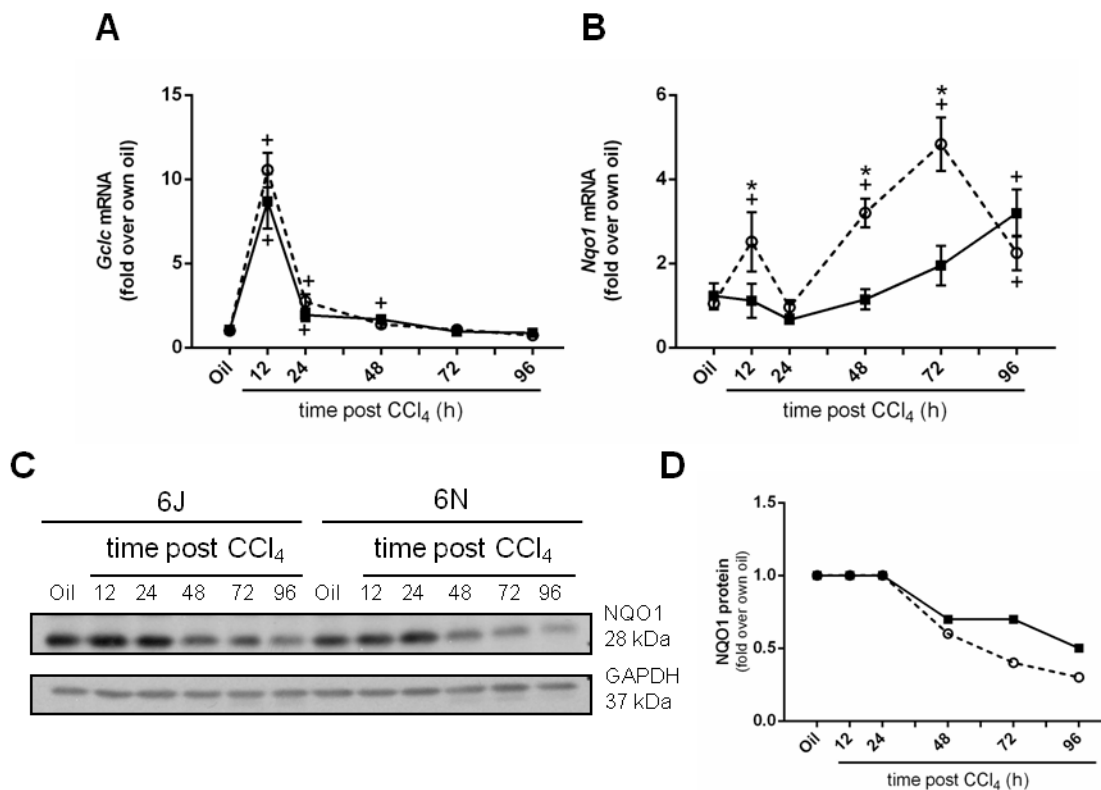 A
Gclc mRNA
(fold over own oil)
15
10
5
0
+
+
+
+
+
Oil
12
24
48
72
96
time post CCl₄ (h)
B
Nqo1 mRNA
(fold over own oil)
6
4
2
0
*
+
*
+
*
+
+
+
Oil
12
24
48
72
96
time post CCl₄ (h)
C
6J 6N
time post CCl₄ time post CCl₄
Oil 12 24 48 72 96 Oil 12 24 48 72 96
NQO1
28 kDa
GAPDH
37 kDa
D
NQO1 protein
(fold over own oil)
1.5
1.0
0.5
0.0
Oil
12
24
48
72
96
time post CCl₄ (h)